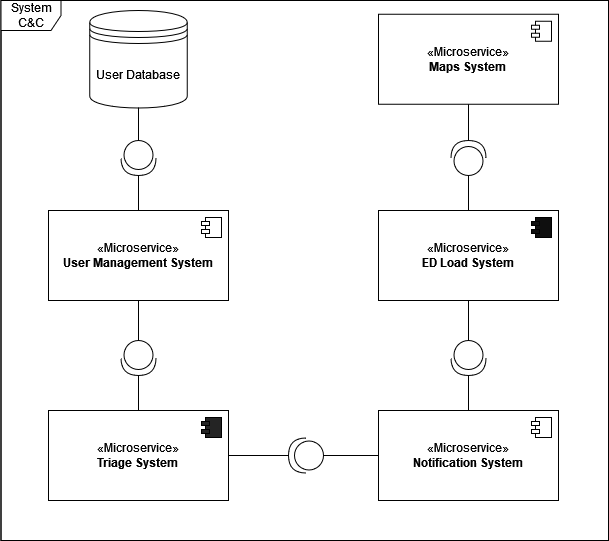 System
C&C
User Database
«Microservice»
Maps System
«Microservice»
User Management System
«Microservice»
ED Load System
«Microservice»
Triage System
«Microservice»
Notification System